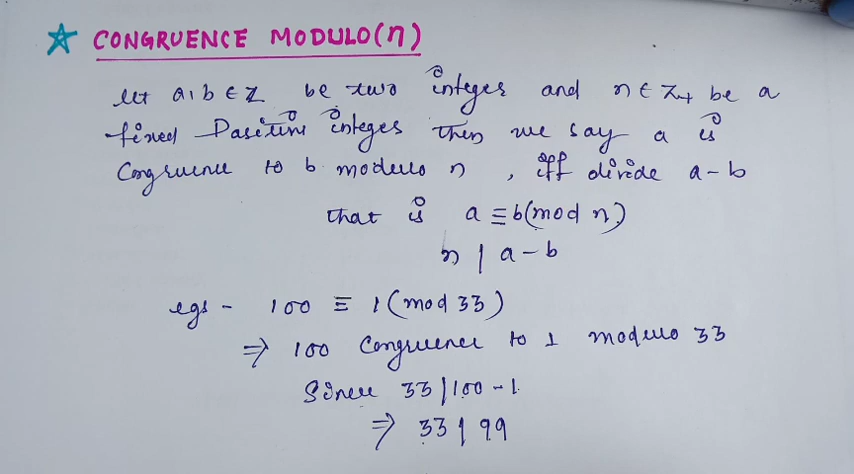 ☆ CONGRUENCE MODULO(n)
let a,b ∈ Z be two integer and n ∈ Z+ be a
fixed Positive integer then we say a is
Congruence to b modulo n , iff divide a-b
that is a ≡ b(mod n)
n | a-b
egs - 100 ≡ 1(mod 33)
⇒ 100 Congruence to 1 modulo 33
Since 33|100-1
⇒ 33 | 99